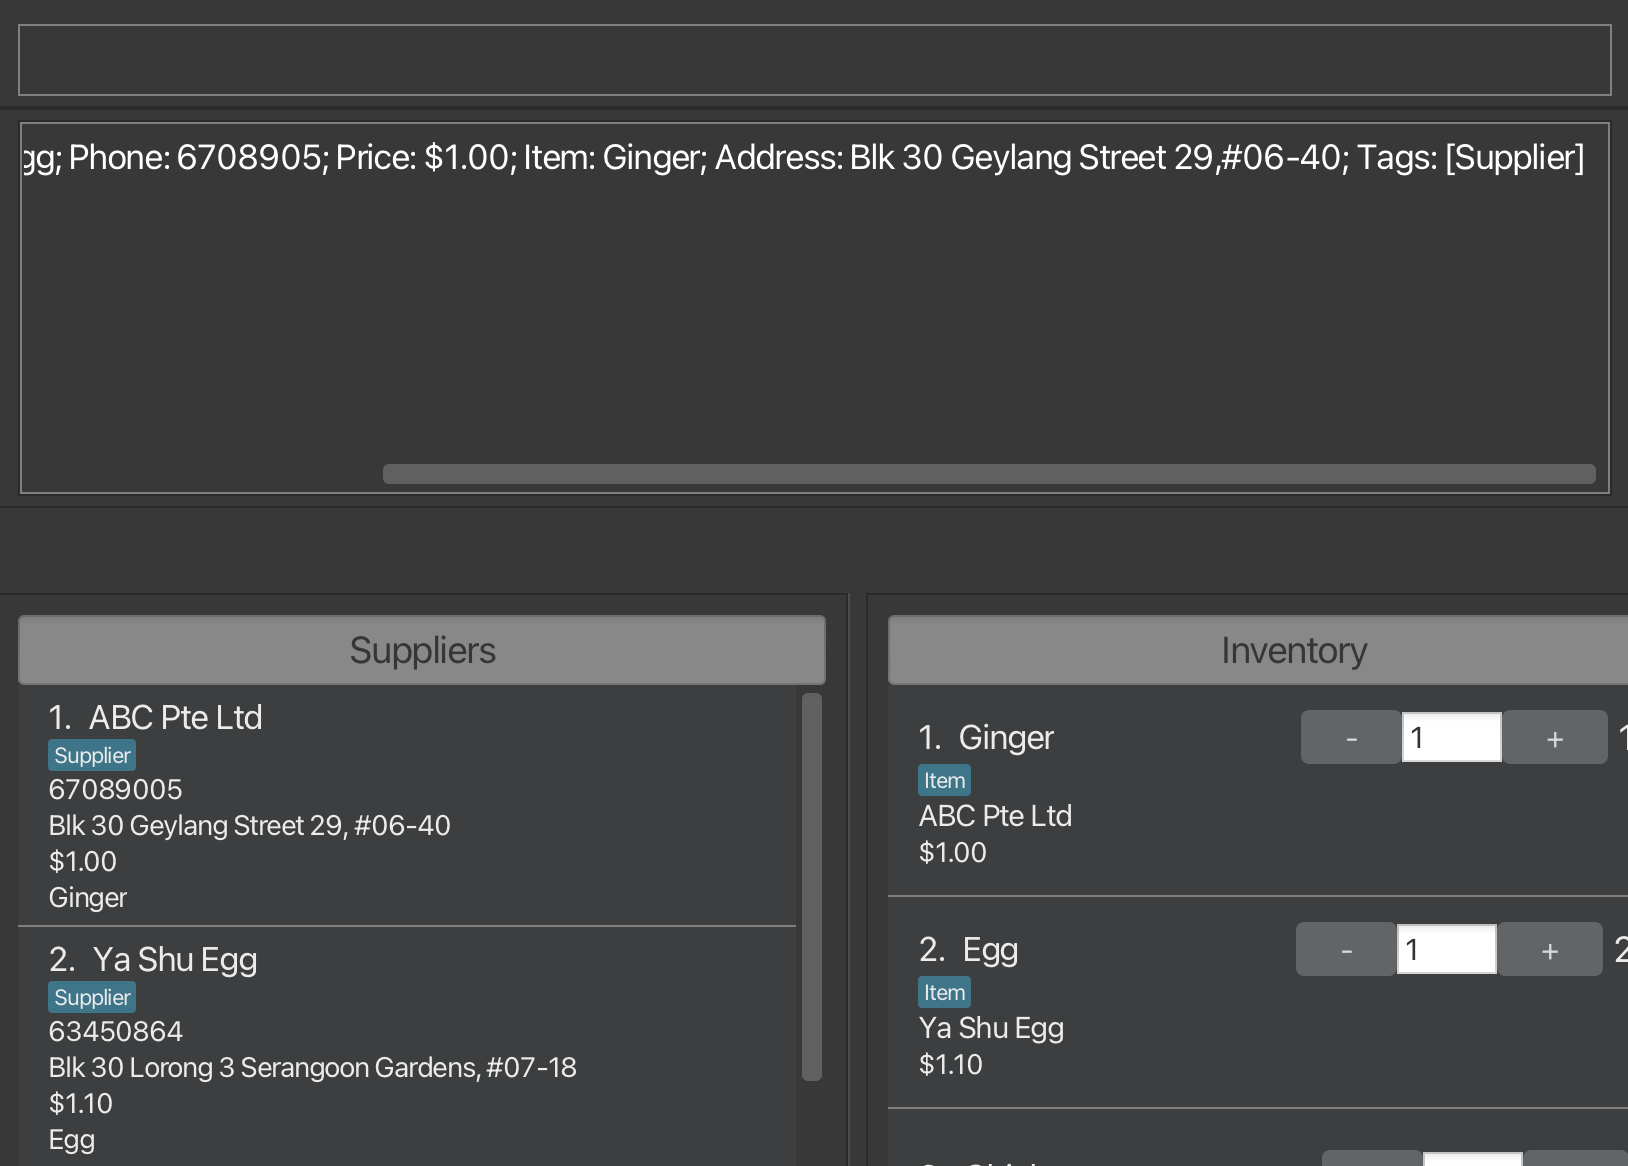 gg; Phone: 6708905; Price: $1.00; Item: Ginger; Address: Blk 30 Geylang Street 29,#06-40; Tags: [Supplier]
Suppliers
1. ABC Pte Ltd
Supplier
67089005
Blk 30 Geylang Street 29, #06-40
$1.00
Ginger
2. Ya Shu Egg
Supplier
63450864
Blk 30 Lorong 3 Serangoon Gardens, #07-18
$1.10
Egg
Inventory
1. Ginger - 1 +
Item
ABC Pte Ltd
$1.00
2. Egg - 1 + 2
Item
Ya Shu Egg
$1.10